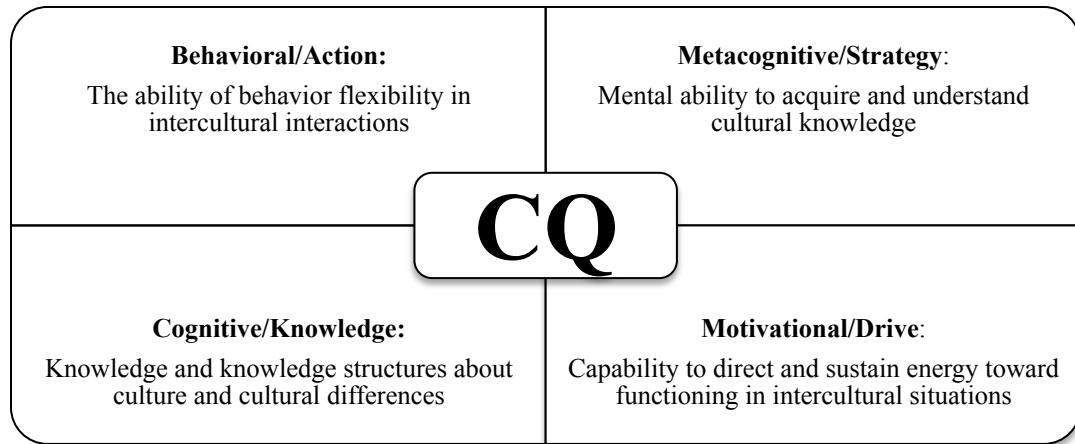 Behavioral/Action:
The ability of behavior flexibility in
intercultural interactions
Metacognitive/Strategy:
Mental ability to acquire and understand
cultural knowledge
CQ
Cognitive/Knowledge:
Knowledge and knowledge structures about
culture and cultural differences
Motivational/Drive:
Capability to direct and sustain energy toward
functioning in intercultural situations